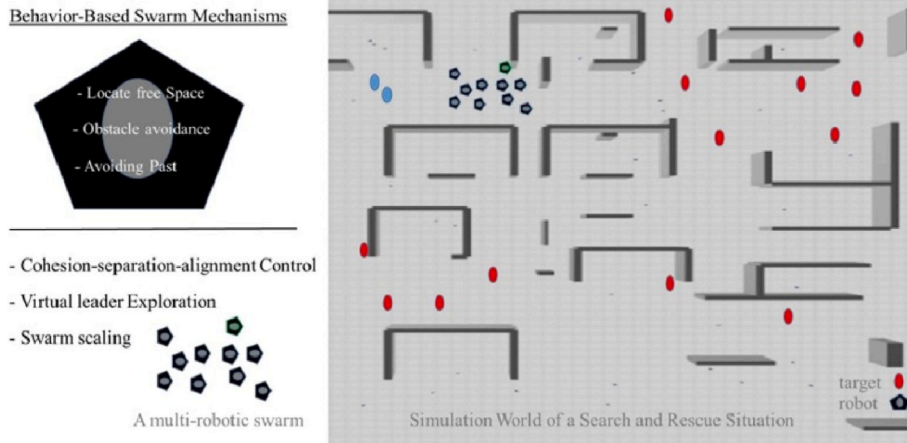 Behavior-Based Swarm Mechanisms
- Locate free Space
- Obstacle avoidance
- Avoiding Past
- Cohesion-separation-alignment Control
- Virtual leader Exploration
- Swarm scaling
A multi-robotic swarm
target
robot
Simulation World of a Search and Rescue Situation